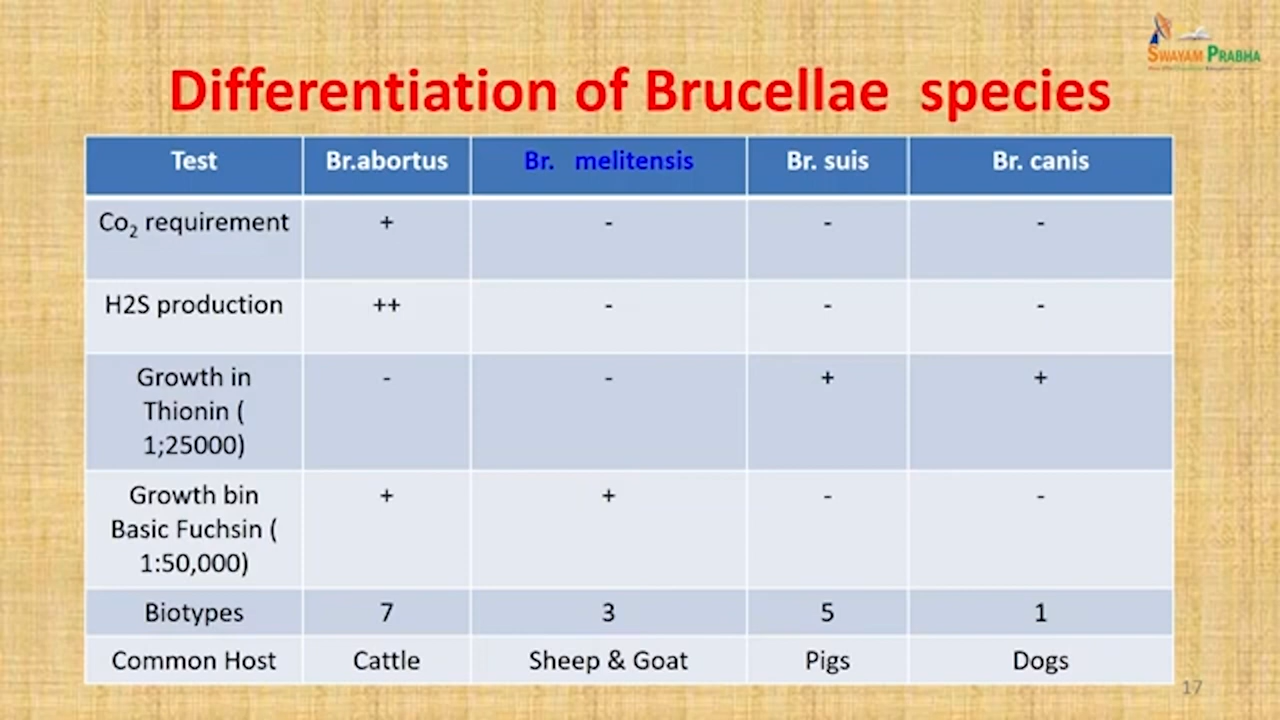 SWAYAM PRABHA
Differentiation of Brucellae species
Test Br.abortus Br. melitensis Br. suis Br. canis
Co2 requirement + - - -
H2S production ++ - - -
Growth in
Thionin (
1;25000) - - + +
Growth bin
Basic Fuchsin (
1:50,000) + + - -
Biotypes 7 3 5 1
Common Host Cattle Sheep & Goat Pigs Dogs
17